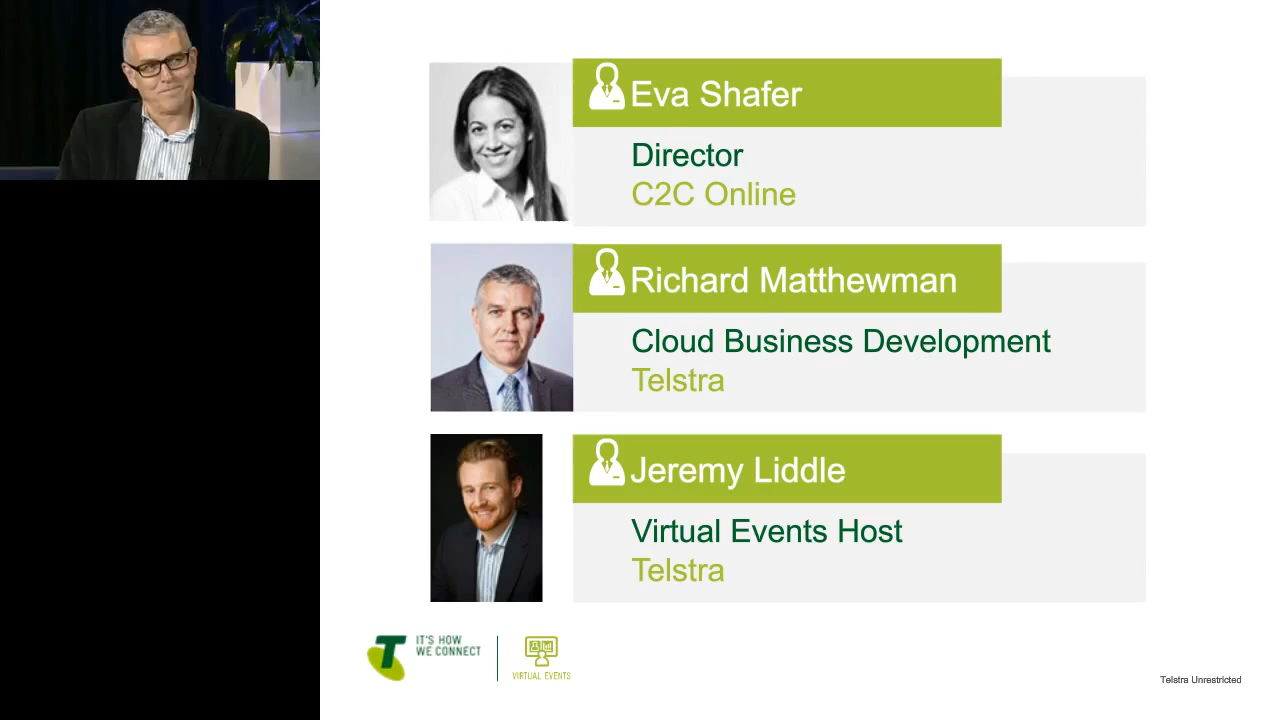 Eva Shafer
Director
C2C Online
Richard Matthewman
Cloud Business Development
Telstra
Jeremy Liddle
Virtual Events Host
Telstra
T
IT'S HOW
WE CONNECT
VIRTUAL EVENTS
Telstra Unrestricted